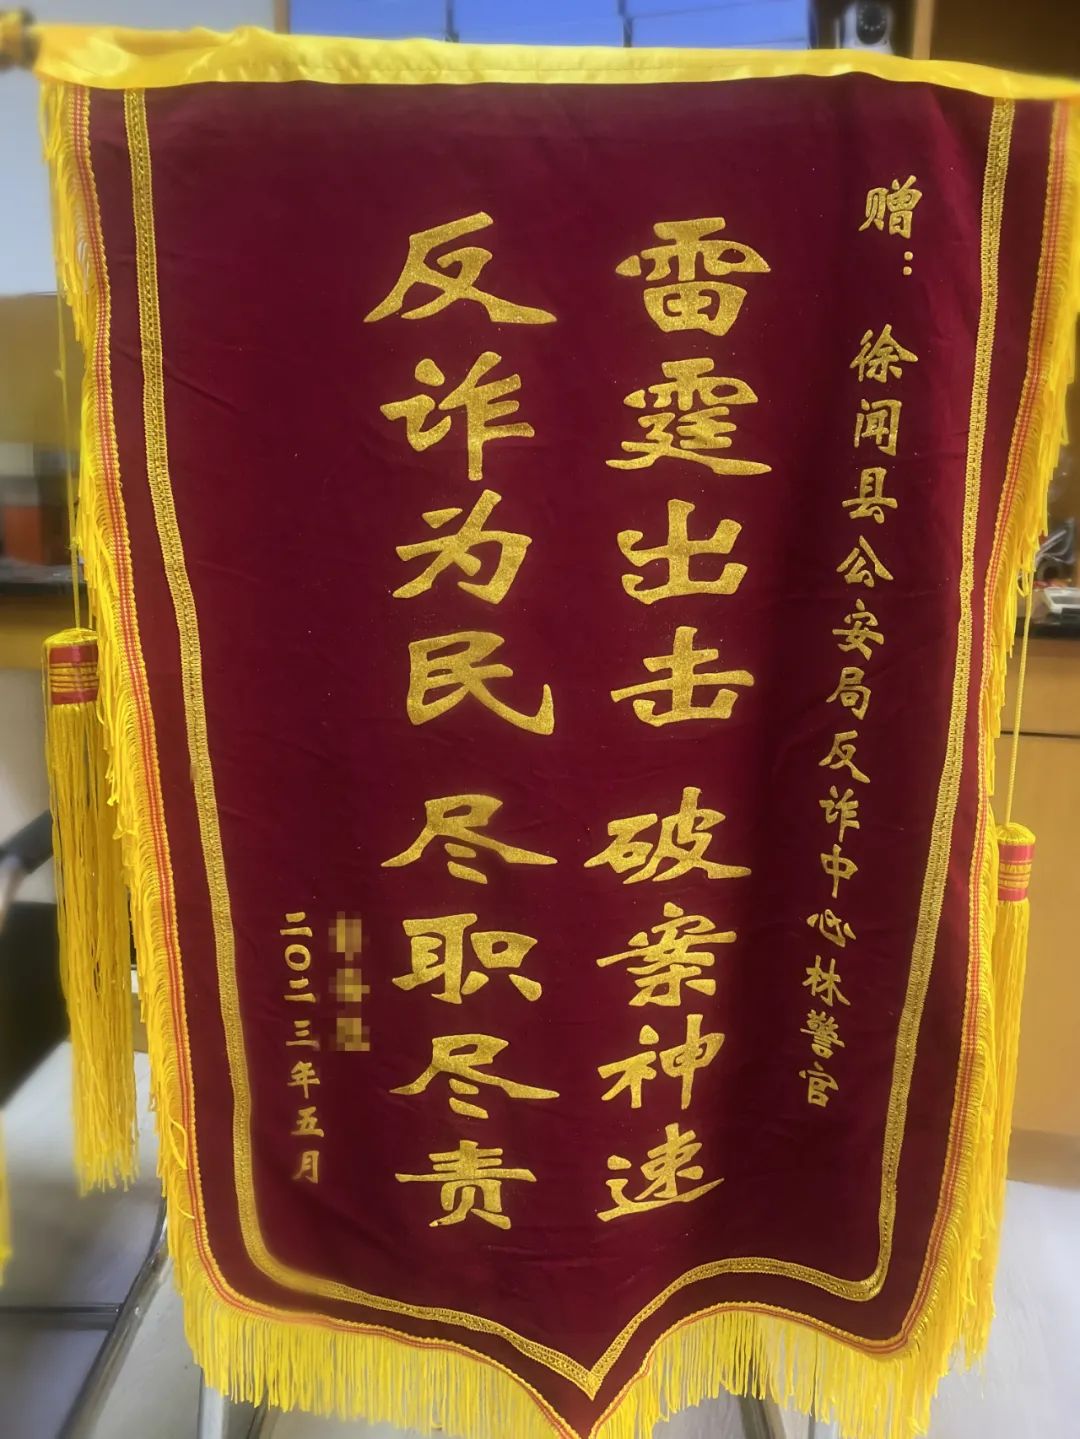 赠：徐闻县公安局反诈中心林警官
雷霆出击 破案神速
反诈为民 尽职尽责
二〇二三年五月